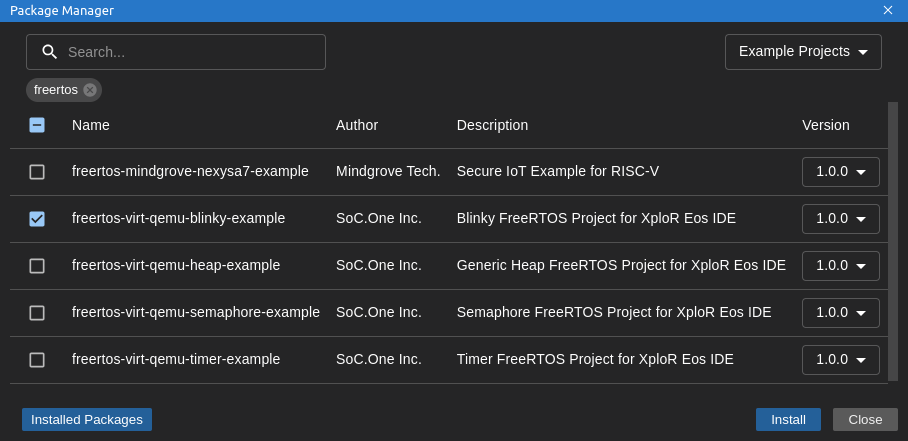 Package Manager
Search...
Example Projects
freertos
Name Author Description Version
freertos-mindgrove-nexysa7-example Mindgrove Tech. Secure IoT Example for RISC-V 1.0.0
freertos-virt-qemu-blinky-example SoC.One Inc. Blinky FreeRTOS Project for XploR Eos IDE 1.0.0
freertos-virt-qemu-heap-example SoC.One Inc. Generic Heap FreeRTOS Project for XploR Eos IDE 1.0.0
freertos-virt-qemu-semaphore-example SoC.One Inc. Semaphore FreeRTOS Project for XploR Eos IDE 1.0.0
freertos-virt-qemu-timer-example SoC.One Inc. Timer FreeRTOS Project for XploR Eos IDE 1.0.0
Installed Packages Install Close